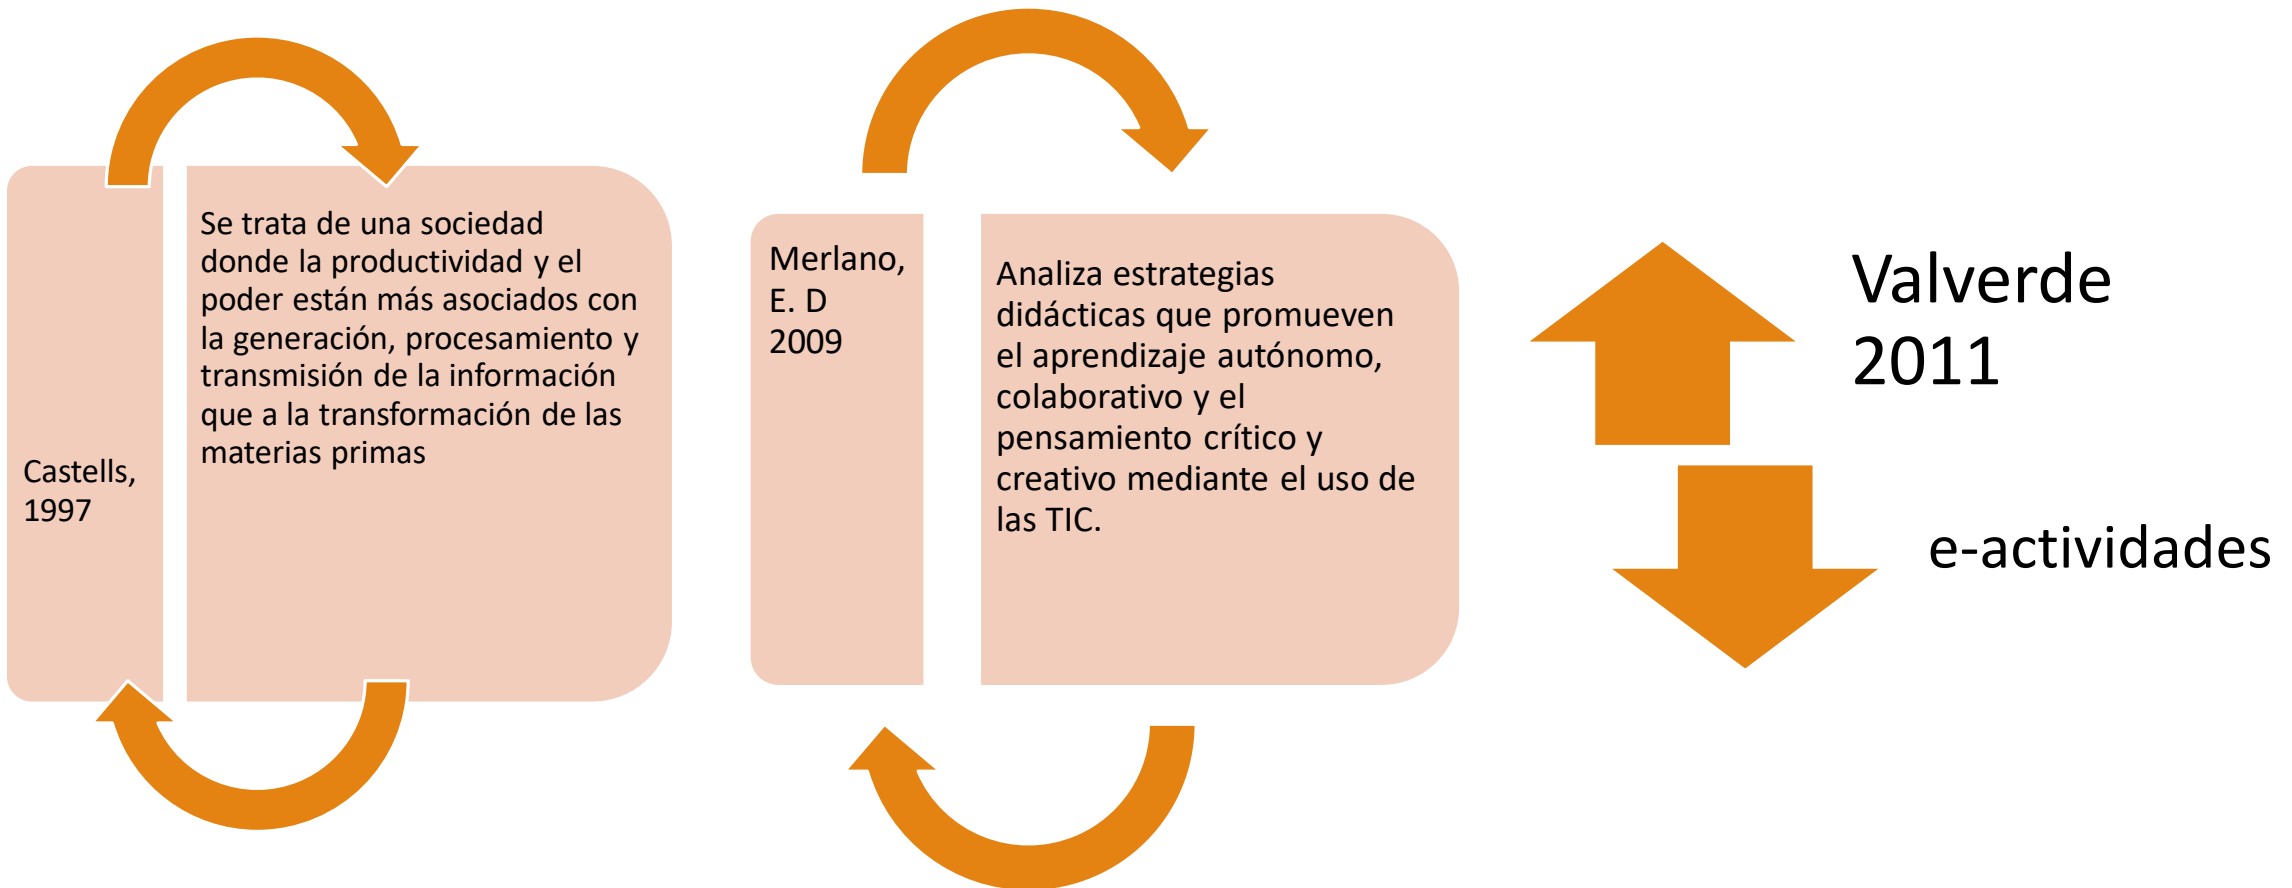 Castells,
1997
Se trata de una sociedad
donde la productividad y el
poder están más asociados con
la generación, procesamiento y
transmisión de la información
que a la transformación de las
materias primas
Merlano,
E. D
2009
Analiza estrategias
didácticas que promueven
el aprendizaje autónomo,
colaborativo y el
pensamiento crítico y
creativo mediante el uso de
las TIC.
Valverde
2011
e-actividades